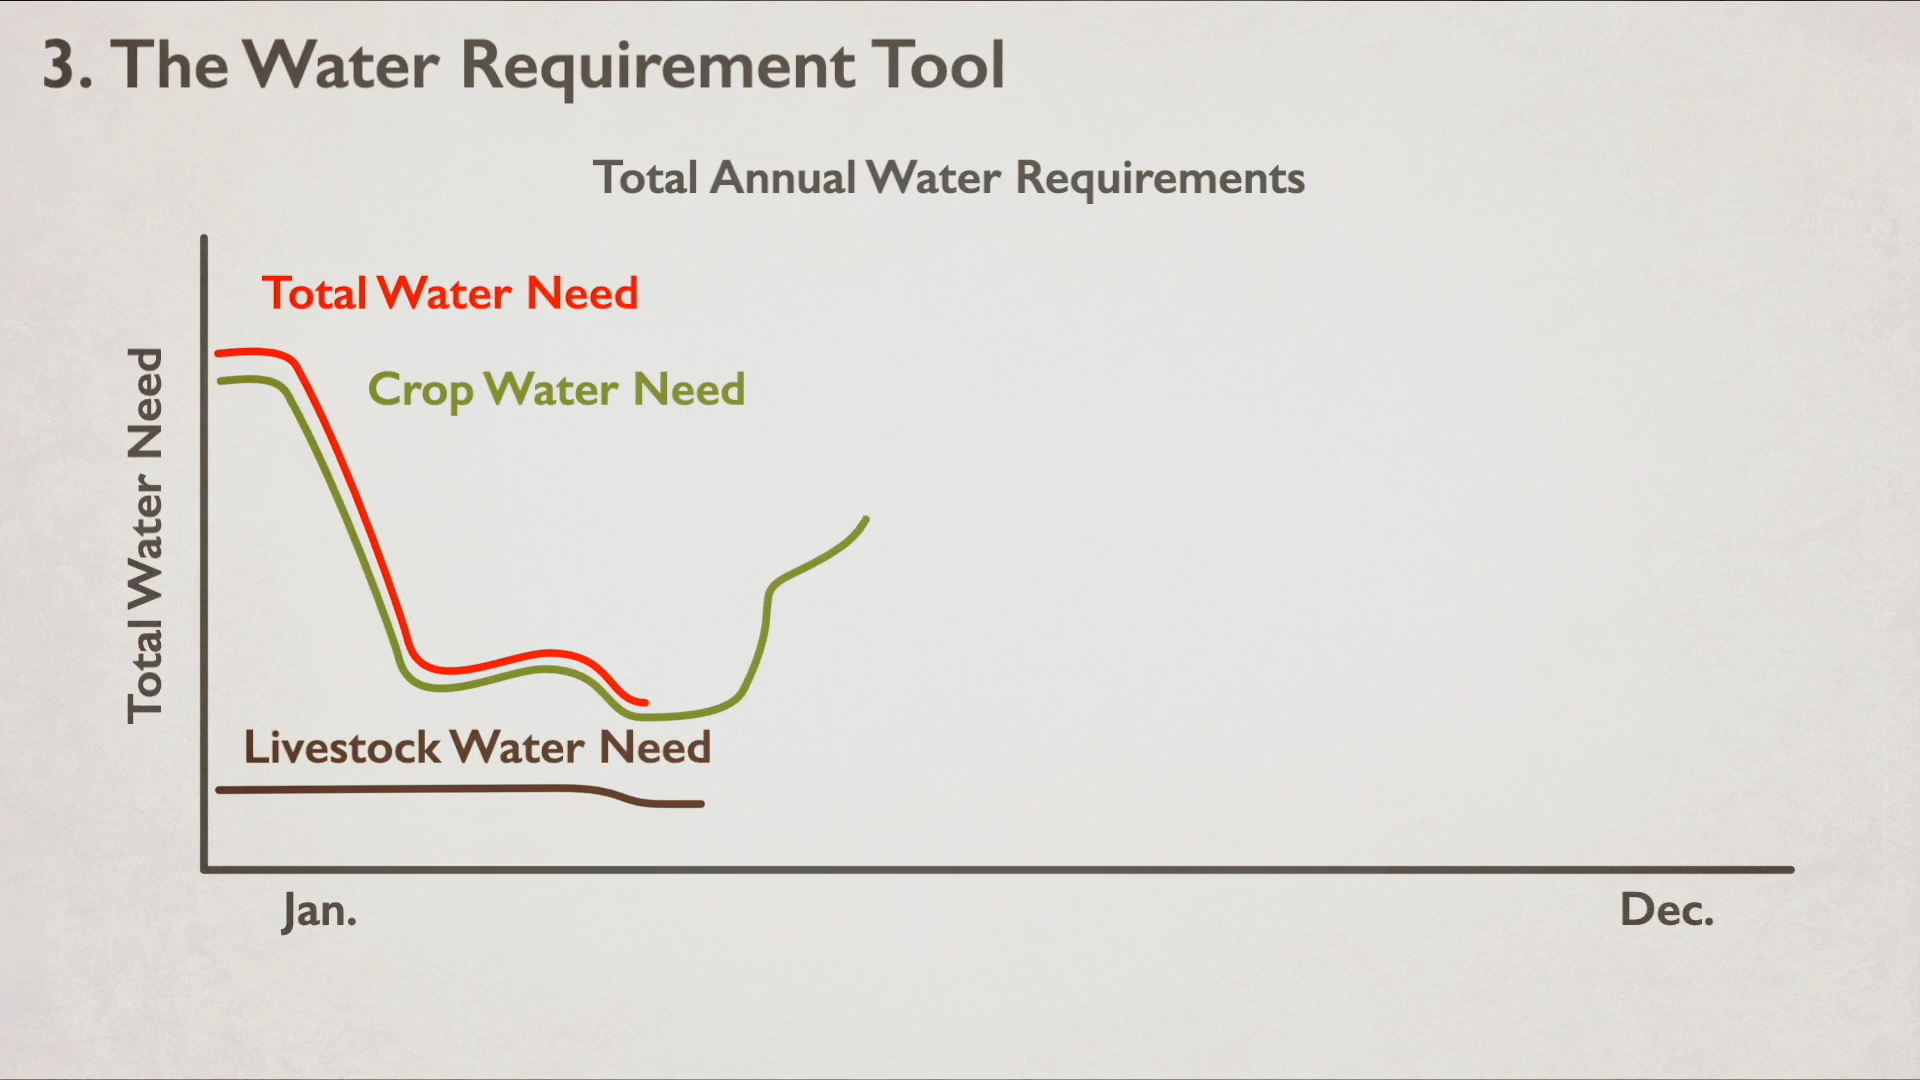 3. The Water Requirement Tool
Total Annual Water Requirements
Total Water Need
Crop Water Need
Total Water Need
Livestock Water Need
Jan.
Dec.